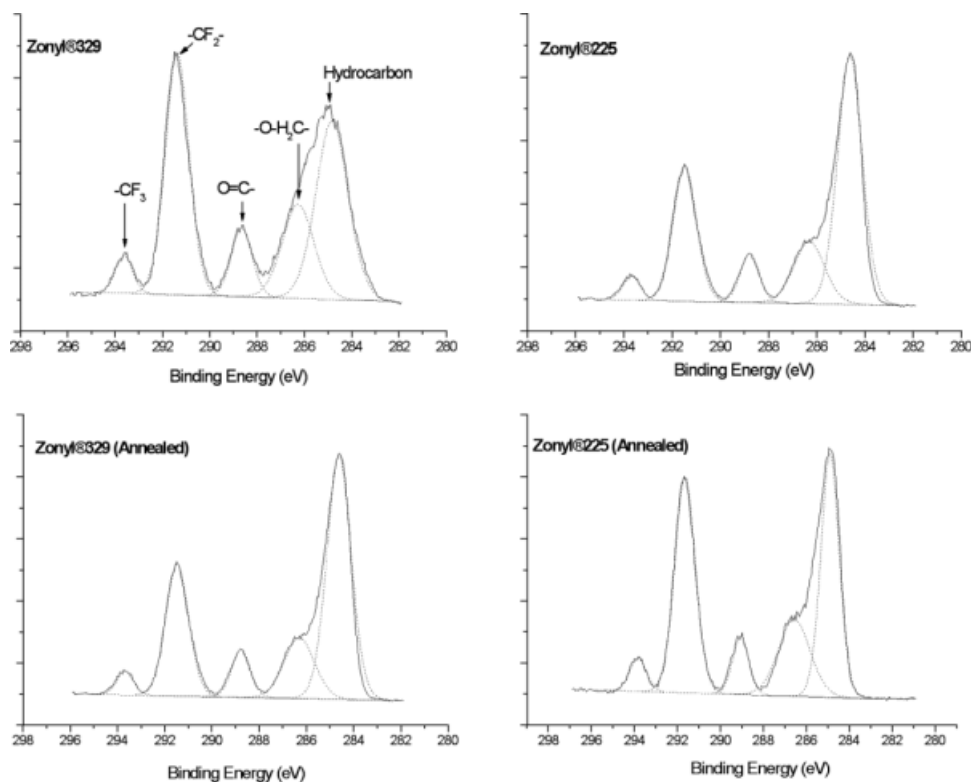 Zonyl®329
-CF2-
Hydrocarbon
-O-H2C-
O=C-
-CF3
298 296 294 292 290 288 286 284 282 280
Binding Energy (eV)
Zonyl®225
298 296 294 292 290 288 286 284 282 280
Binding Energy (eV)
Zonyl®329 (Annealed)
298 296 294 292 290 288 286 284 282 280
Binding Energy (eV)
Zonyl®225 (Annealed)
298 296 294 292 290 288 286 284 282 280
Binding Energy (eV)